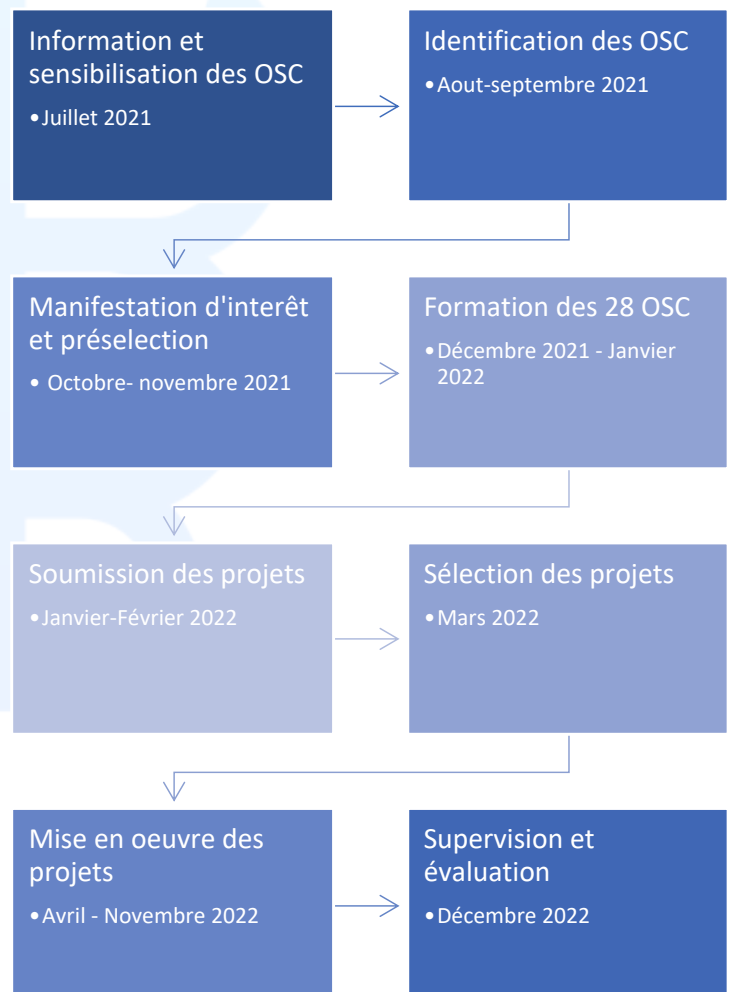 Information et
sensibilisation des OSC
•Juillet 2021
Identification des OSC
•Aout-septembre 2021
Manifestation d'interêt
et préselection
• Octobre- novembre 2021
Formation des 28 OSC
•Décembre 2021 - Janvier
2022
Soumission des projets
•Janvier-Février 2022
Sélection des projets
•Mars 2022
Mise en oeuvre des
projets
•Avril - Novembre 2022
Supervision et
évaluation
•Décembre 2022